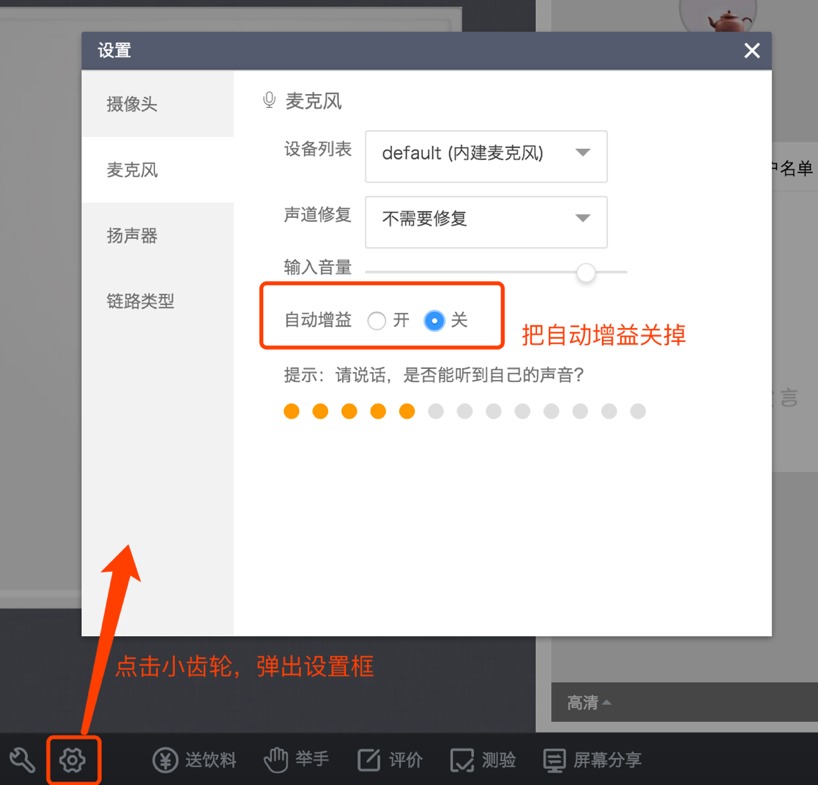 设置
摄像头
麦克风
扬声器
链路类型
麦克风
设备列表 default (内建麦克风)
声道修复 不需要修复
输入音量
自动增益 开 关
把自动增益关掉
提示：请说话，是否能听到自己的声音？
名单
言
点击小齿轮，弹出设置框
高清
送饮料 举手 评价 测验 屏幕分享